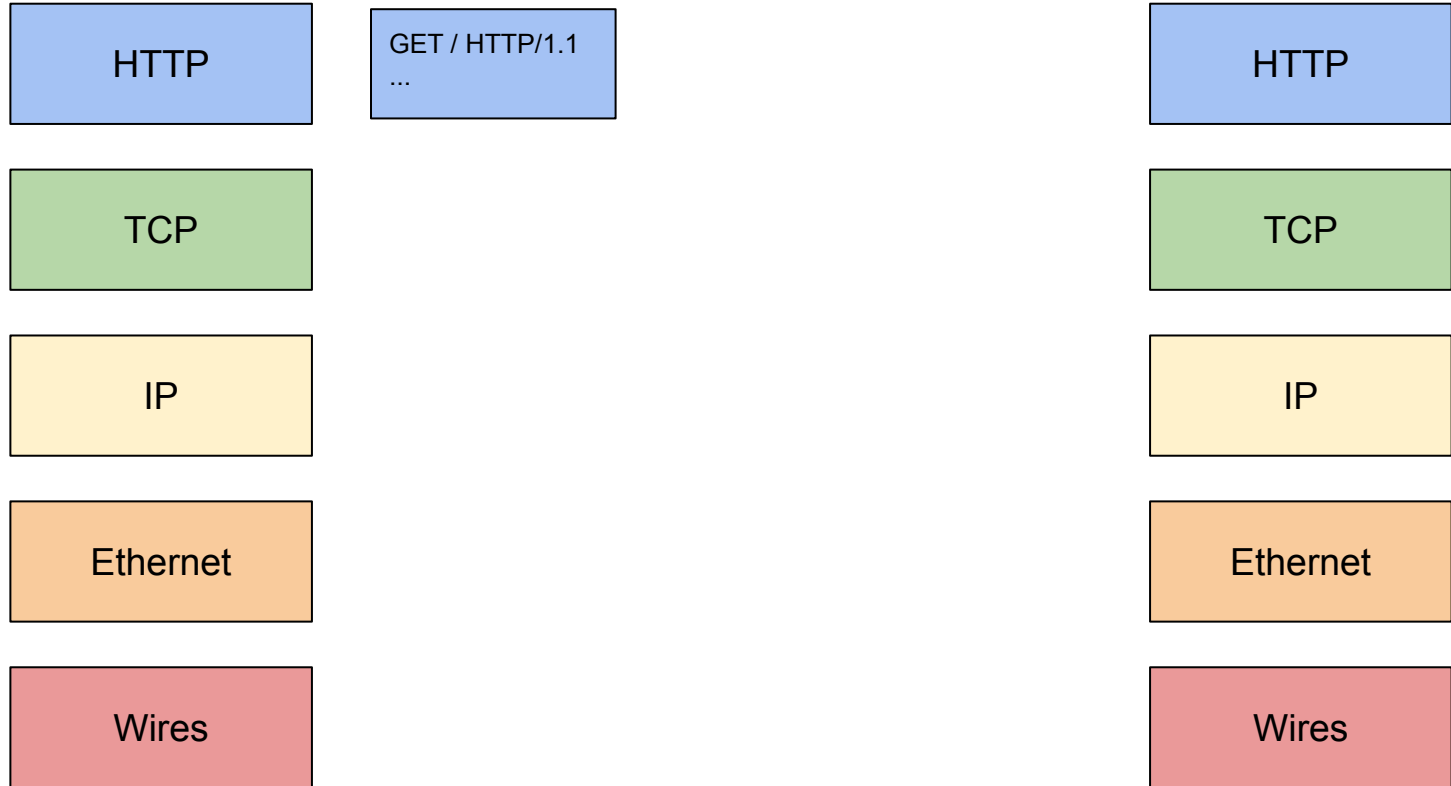 HTTP
GET / HTTP/1.1
...
HTTP
TCP
TCP
IP
IP
Ethernet
Ethernet
Wires
Wires